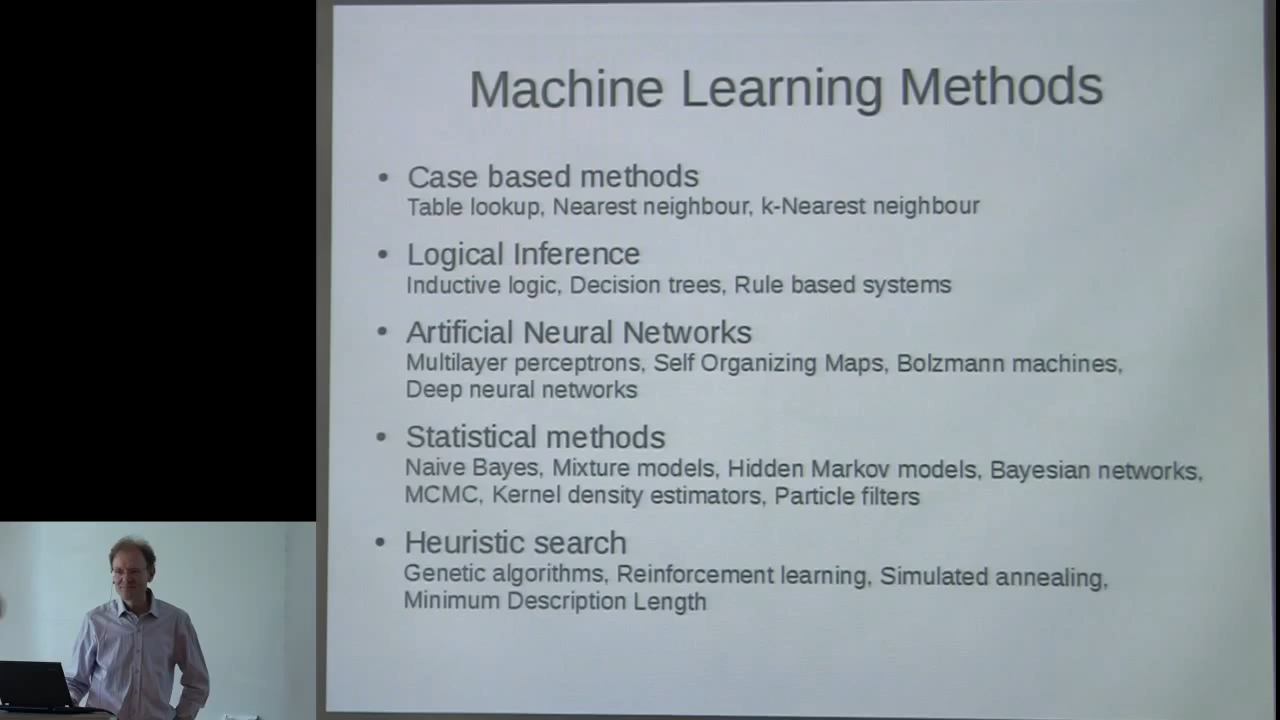 Machine Learning Methods
• Case based methods
Table lookup, Nearest neighbour, k-Nearest neighbour
• Logical Inference
Inductive logic, Decision trees, Rule based systems
• Artificial Neural Networks
Multilayer perceptrons, Self Organizing Maps, Bolzmann machines,
Deep neural networks
• Statistical methods
Naive Bayes, Mixture models, Hidden Markov models, Bayesian networks,
MCMC, Kernel density estimators, Particle filters
• Heuristic search
Genetic algorithms, Reinforcement learning, Simulated annealing,
Minimum Description Length